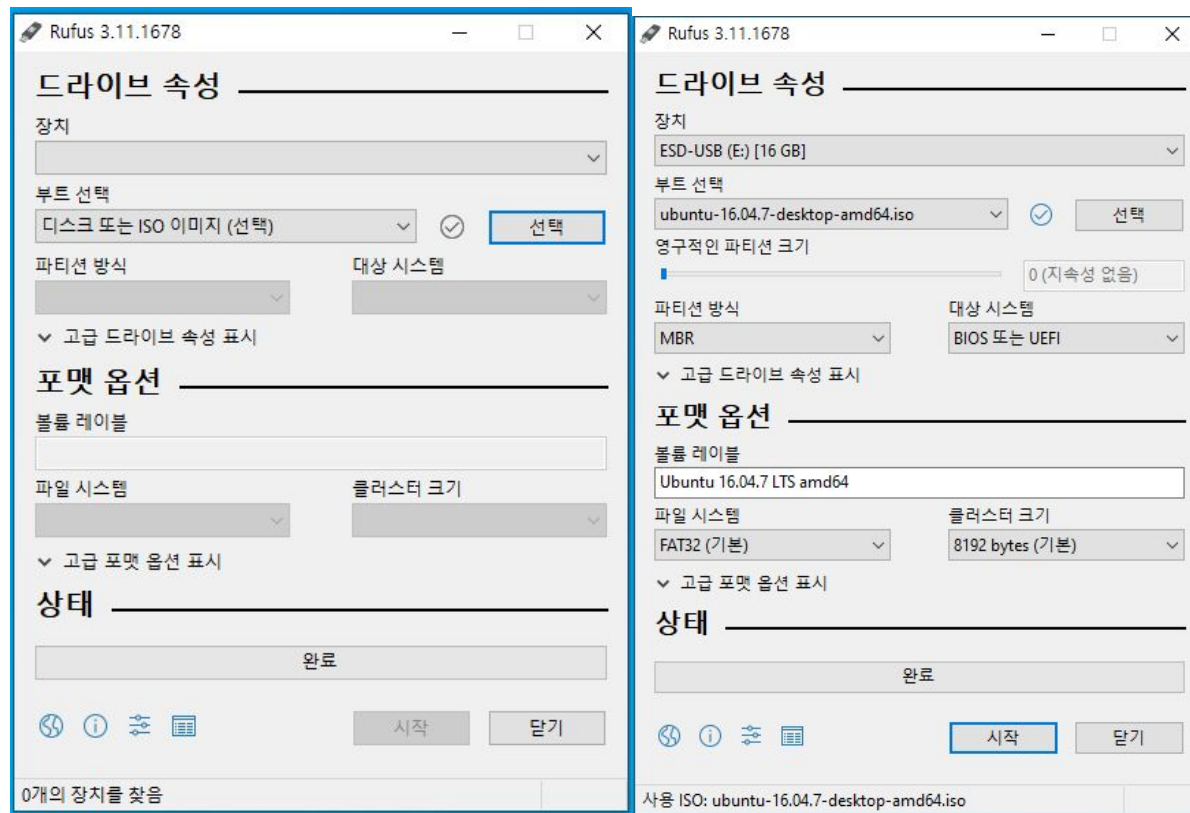 Rufus 3.11.1678
드라이브 속성
장치
부트 선택
디스크 또는 ISO 이미지 (선택)
선택
파티션 방식
대상 시스템
고급 드라이브 속성 표시
포맷 옵션
볼륨 레이블
파일 시스템
클러스터 크기
고급 포맷 옵션 표시
상태
완료
시작
닫기
0개의 장치를 찾음
Rufus 3.11.1678
드라이브 속성
장치
ESD-USB (E:) [16 GB]
부트 선택
ubuntu-16.04.7-desktop-amd64.iso
선택
영구적인 파티션 크기
0 (지속성 없음)
파티션 방식
대상 시스템
MBR
BIOS 또는 UEFI
고급 드라이브 속성 표시
포맷 옵션
볼륨 레이블
Ubuntu 16.04.7 LTS amd64
파일 시스템
클러스터 크기
FAT32 (기본)
8192 bytes (기본)
고급 포맷 옵션 표시
상태
완료
시작
닫기
사용 ISO: ubuntu-16.04.7-desktop-amd64.iso